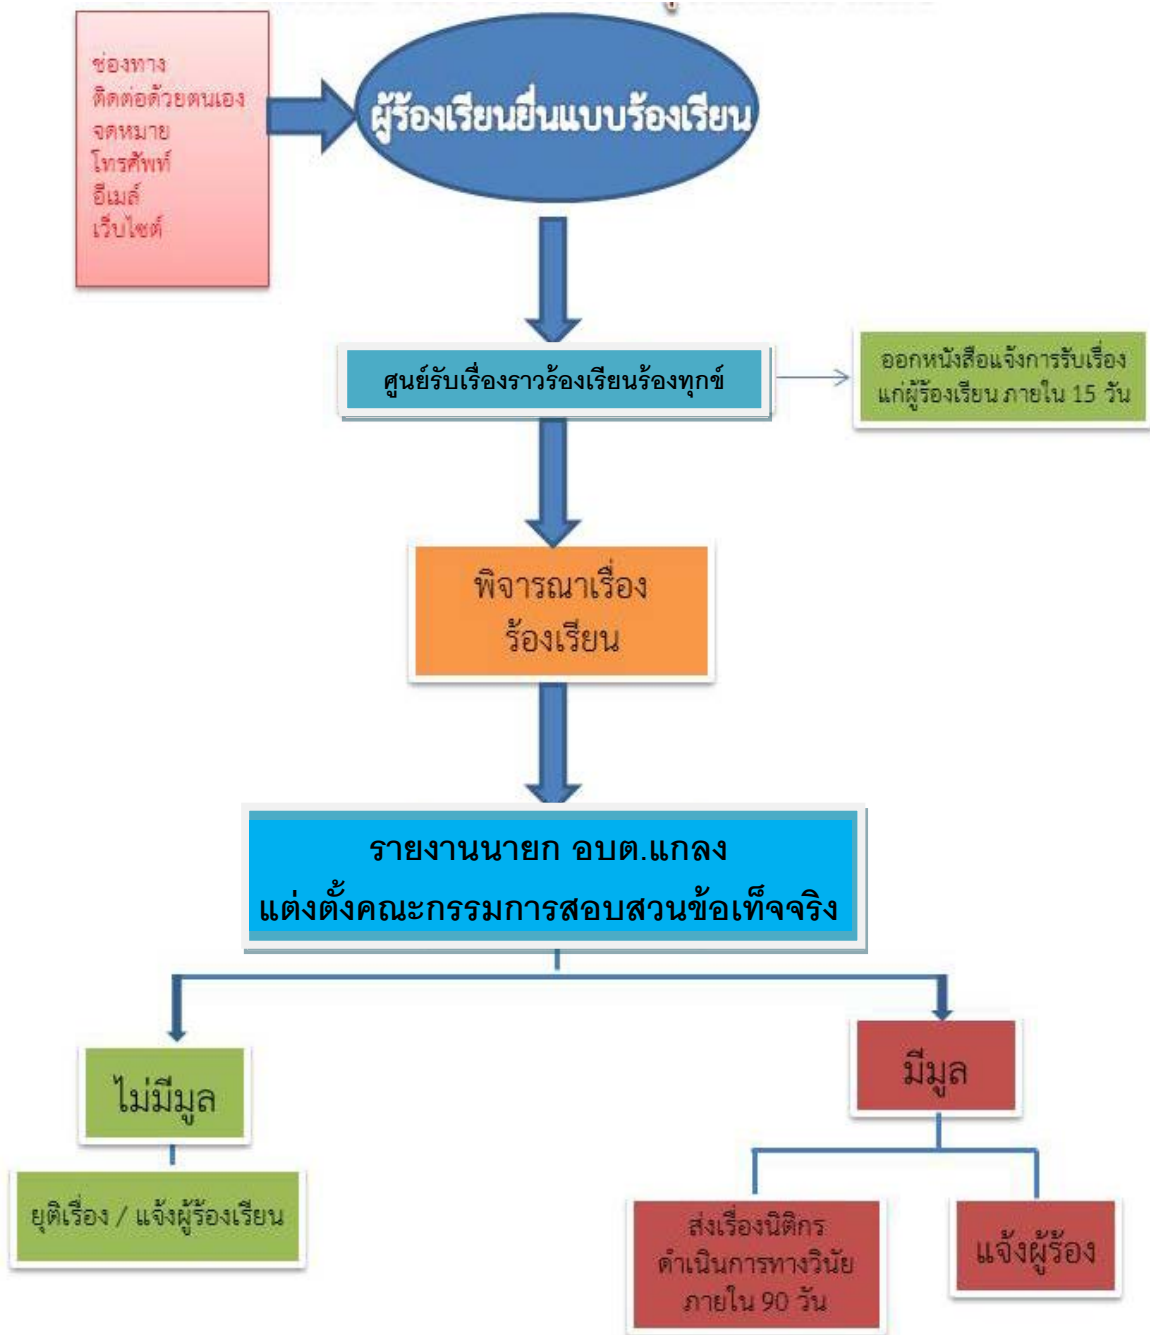 ช่องทาง
ติดต่อด้วยตนเอง
จดหมาย
โทรศัพท์
อีเมล์
เว็บไซต์
ผู้ร้องเรียนยื่นแบบร้องเรียน
ศูนย์รับเรื่องราวร้องเรียนร้องทุกข์
ออกหนังสือแจ้งการรับเรื่อง
แก่ผู้ร้องเรียน ภายใน 15 วัน
พิจารณาเรื่อง
ร้องเรียน
รายงานนายก อบต.แกลง
แต่งตั้งคณะกรรมการสอบสวนข้อเท็จจริง
ไม่มีมูล
มีมูล
ยุติเรื่อง / แจ้งผู้ร้องเรียน
ส่งเรื่องนิติกร
ดำเนินการทางวินัย
ภายใน 90 วัน
แจ้งผู้ร้อง